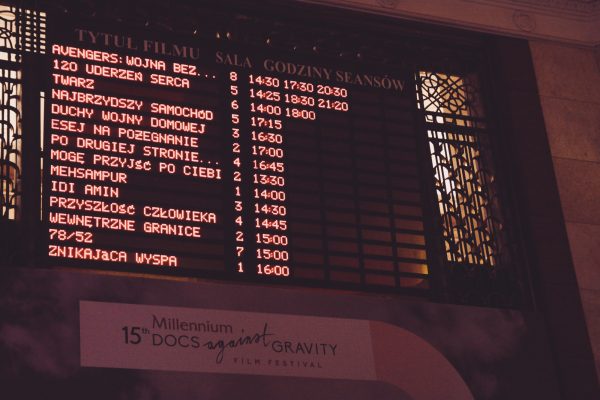 TYTUŁ FILMU SALA GODZINY SEANSÓW
AVENGERS: WOJNA BEZ... 8 14:30 17:30 20:30
120 UDERZEŃ SERCA 5 14:25 18:30 21:20
TWARZ 6 14:00 18:00
NAJBRZYDSZY SAMOCHÓD 5 17:15
DUCHY WOJNY DOMOWEJ 3 16:30
ESEJ NA POŻEGNANIE 2 17:00
PO DRUGIEJ STRONIE... 4 16:45
MOGE PRZYJŚĆ PO CIEBI 2 13:30
MEHSAMPUR 1 14:00
IDI AMIN 3 14:30
PRZYSZŁOŚĆ CZŁOWIEKA 4 14:45
WEWNĘTRZNE GRANICE 2 15:00
78/52 7 15:00
ZNIKAJaCA WYSPA 1 16:00
15th Millennium
DOCS against GRAVITY
FILM FESTIVAL